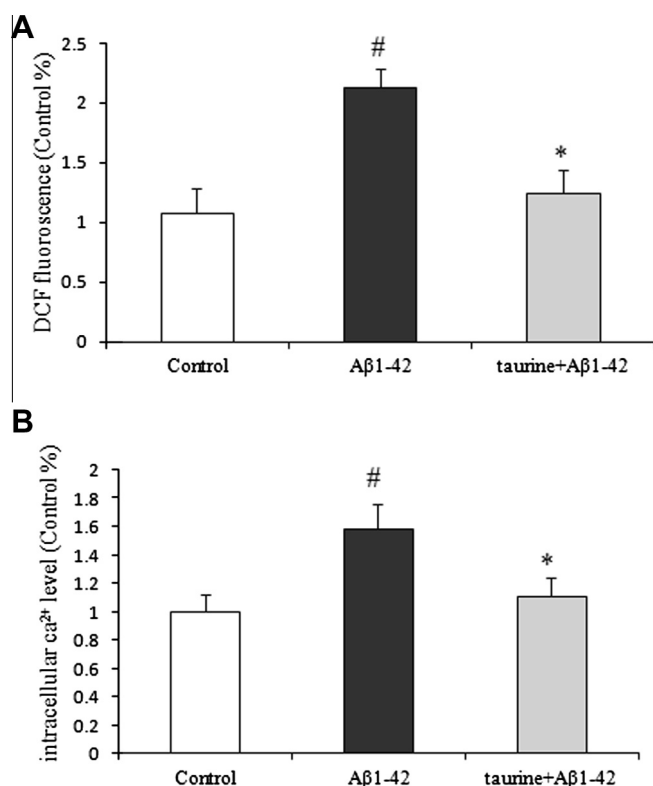 A
DCF fluoroscence (Control %)
2.5
2
1.5
1
0.5
0
#
*
Control
Aβ1-42
taurine+Aβ1-42
B
intracellular ca²⁺ level (Control %)
2
1.8
1.6
1.4
1.2
1
0.8
0.6
0.4
0.2
0
#
*
Control
Aβ1-42
taurine+Aβ1-42